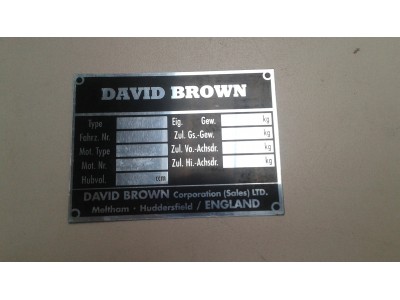 DAVID BROWN
Type Eig. Gew. kg
Fahrz. Nr. Zul. Gs.-Gew. kg
Mot. Type Zul. Vo.-Achsdr. kg
Mot. Nr. Zul. Hi.-Achsdr. kg
Hubvol. ccm
DAVID BROWN Corporation (Sales) LTD.
Meltham · Huddersfield / ENGLAND